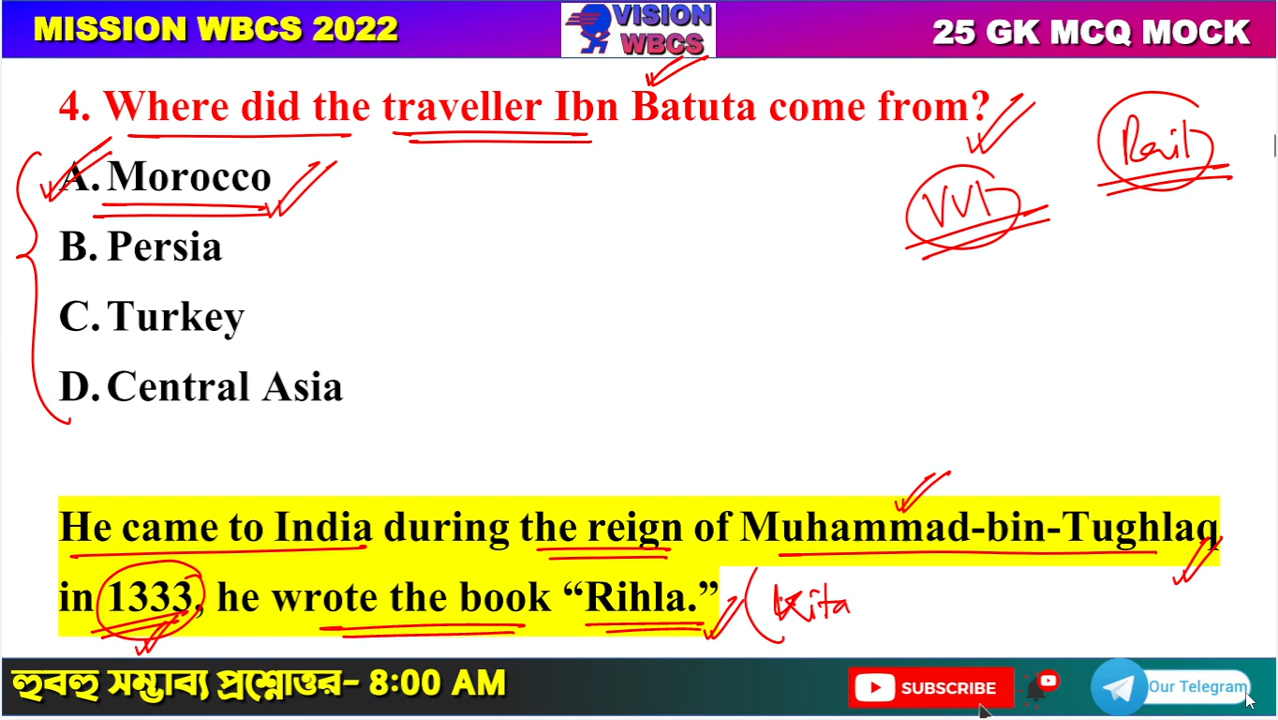 MISSION WBCS 2022
VISION
WBCS
25 GK MCQ MOCK
4. Where did the traveller Ibn Batuta come from?
A. Morocco
B. Persia
C. Turkey
D. Central Asia
VVI
He came to India during the reign of Muhammad-bin-Tughlaq
in 1333, he wrote the book “Rihla.”
(Kita
হুবহু সম্ভাব্য প্রশ্নোত্তর- 8:00 AM
SUBSCRIBE
Our Telegram